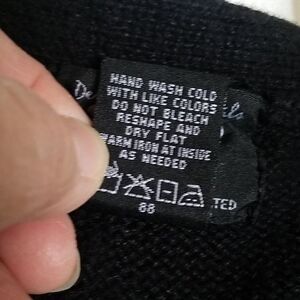 HAND WASH COLD
WITH LIKE COLORS
DO NOT BLEACH
RESHAPE AND
DRY FLAT
WARM IRON AT INSIDE
AS NEEDED
88
TED